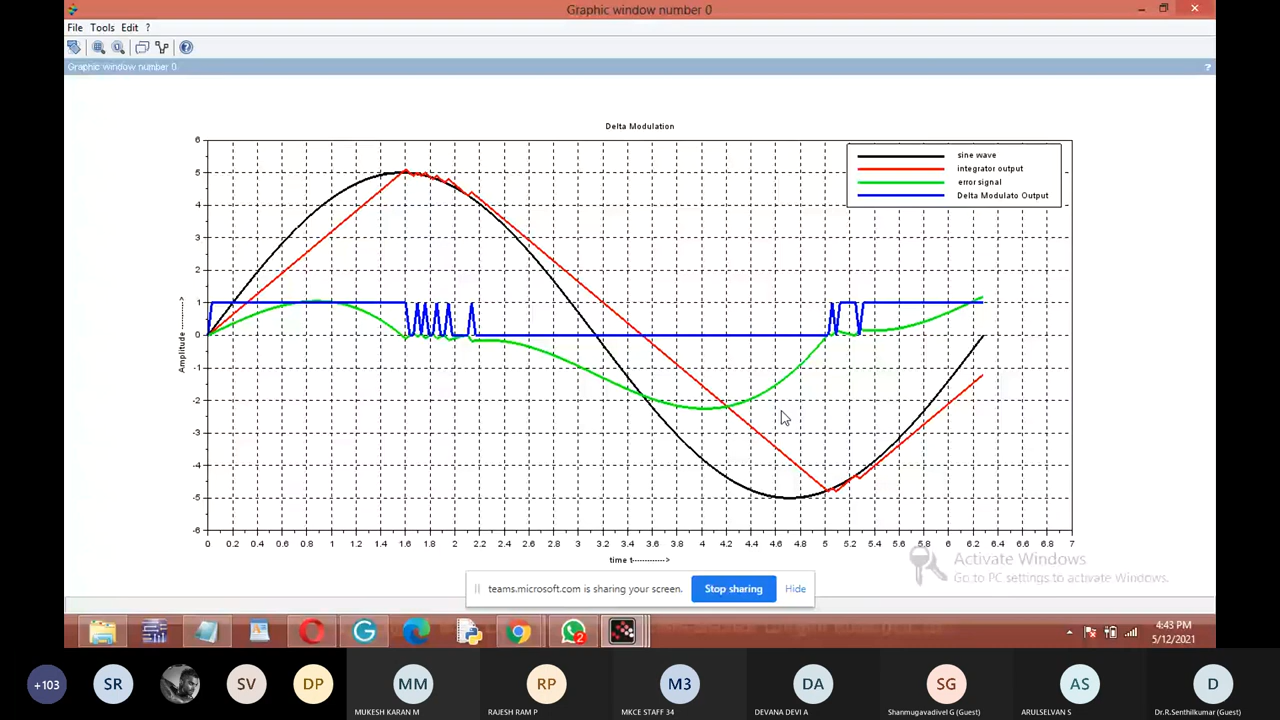 Graphic window number 0
File Tools Edit ?
Graphic window number 0
?
Delta Modulation
6
5
4
3
2
1
0
-1
-2
-3
-4
-5
-6
Amplitude ---------->
sine wave
integrator output
error signal
Delta Modulato Output
0 0.2 0.4 0.6 0.8 1 1.2 1.4 1.6 1.8 2 2.2 2.4 2.6 2.8 3 3.2 3.4 3.6 3.8 4 4.2 4.4 4.6 4.8 5 5.2 5.4 5.6 5.8 6 6.2 6.4 6.6 6.8 7
time t------------>
Activate Windows
Go to PC settings to activate Windows.
teams.microsoft.com is sharing your screen.
Stop sharing
Hide
2
4:43 PM
5/12/2021
+103
SR
SV
DP
MM
RP
M3
DA
SG
AS
D
MUKESH KARAN M
RAJESH RAM P
MKCE STAFF 34
DEVANA DEVI A
Shanmugavadivel G (Guest)
ARULSELVAN S
Dr.R.Senthilkumar (Guest)